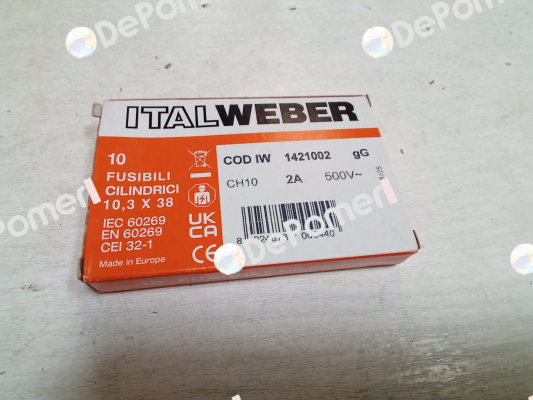 DePomerl
ITALWEBER
10
FUSIBILI
CILINDRICI
10,3 X 38
IEC 60269
EN 60269
CEI 32-1
Made in Europe
UK
CA
CE
COD IW 1421002 gG
CH10 2A 500V~